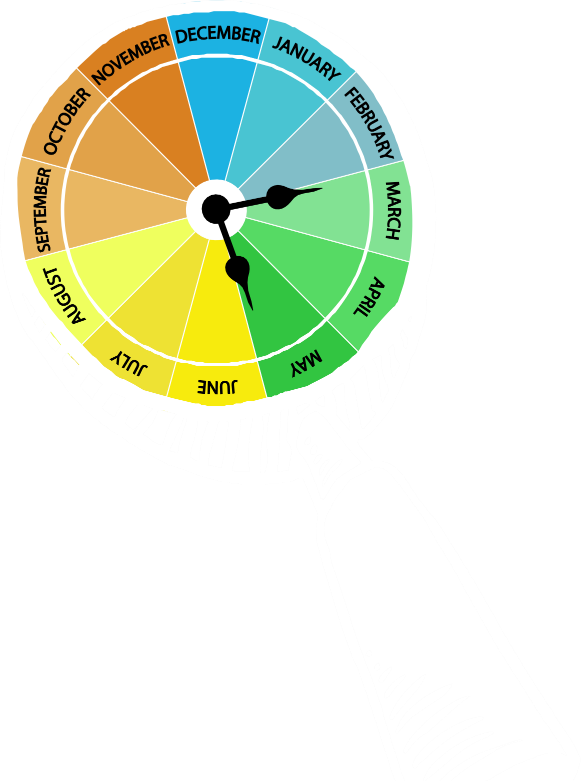 DECEMBER
JANUARY
FEBRUARY
MARCH
APRIL
MAY
JUNE
JULY
AUGUST
SEPTEMBER
OCTOBER
NOVEMBER